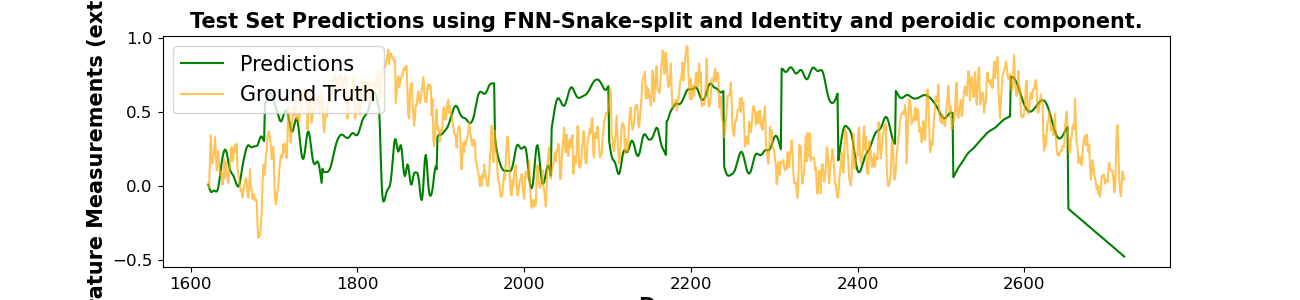 Test Set Predictions using FNN-Snake-split and Identity and peroidic component.
Predictions
Ground Truth
1.0
0.5
0.0
−0.5
1600 1800 2000 2200 2400 2600
Measurements